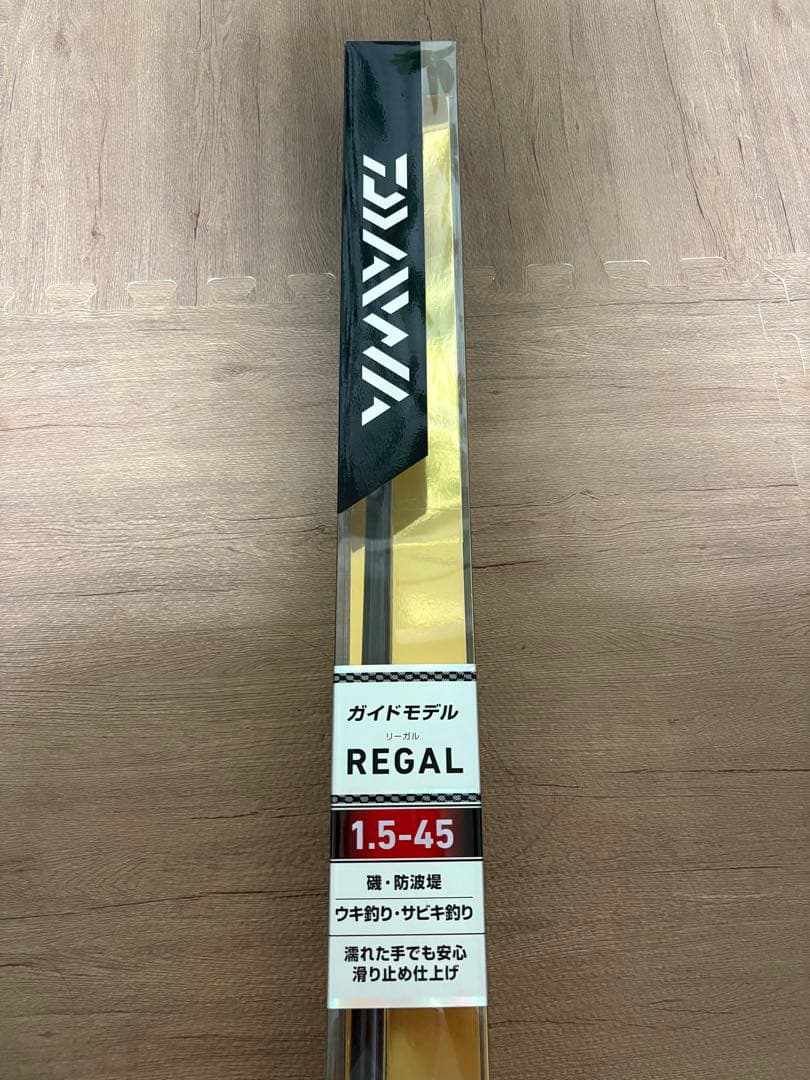 DAIWA
ガイドモデル
リーガル
REGAL
1.5-45
磯・防波堤
ウキ釣り・サビキ釣り
濡れた手でも安心
滑り止め仕上げ